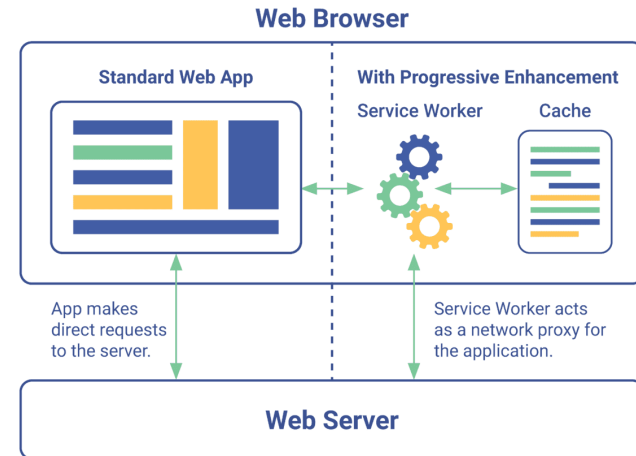 Web Browser
Standard Web App
With Progressive Enhancement
Service Worker
Cache
App makes
direct requests
to the server.
Service Worker acts
as a network proxy for
the application.
Web Server